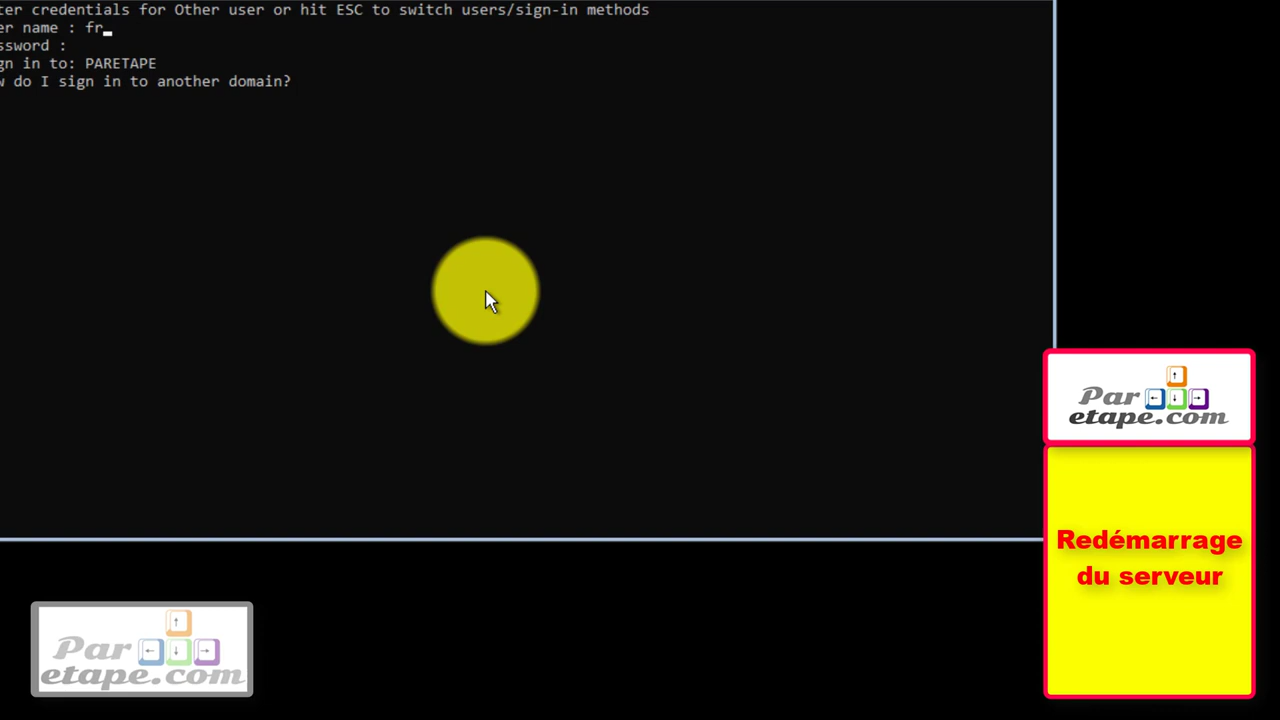 ter credentials for Other user or hit ESC to switch users/sign-in methods
er name : fr
ssword :
gn in to: PARETAPE
w do I sign in to another domain?
Par
etape.com
Redémarrage
du serveur
Par
etape.com